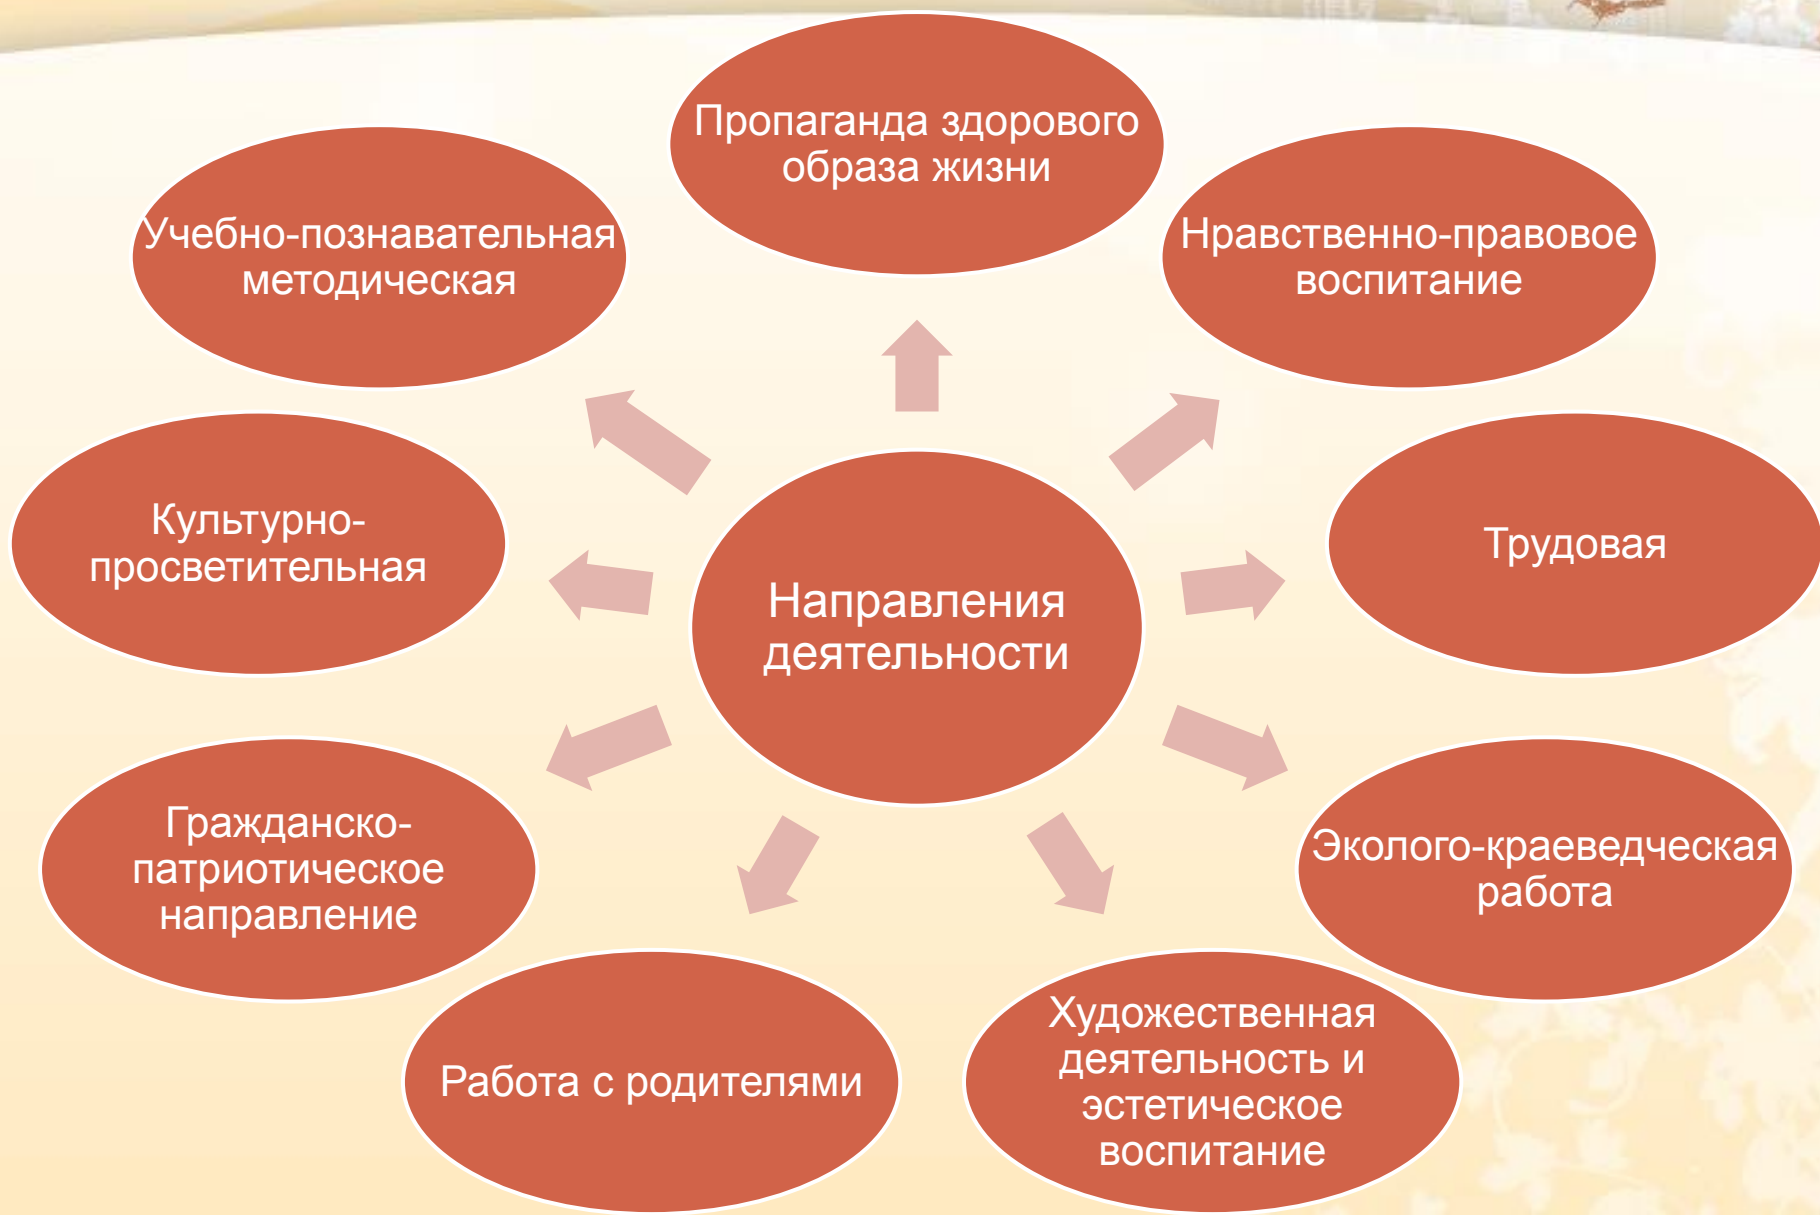 Пропаганда здорового
образа жизни
Учебно-познавательная
методическая
Нравственно-правовое
воспитание
Культурно-
просветительная
Трудовая
Направления
деятельности
Гражданско-
патриотическое
направление
Эколого-краеведческая
работа
Работа с родителями
Художественная
деятельность и
эстетическое
воспитание